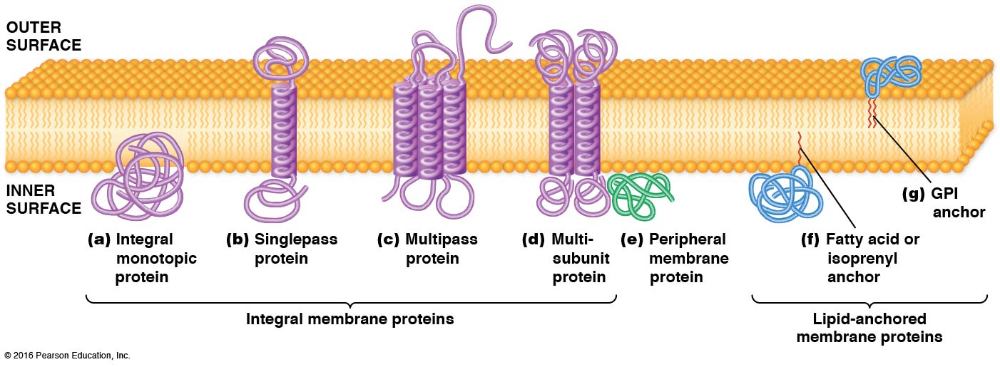 OUTER
SURFACE
INNER
SURFACE
(g) GPI
anchor
(a) Integral
monotopic
protein
(b) Singlepass
protein
(c) Multipass
protein
(d) Multi-
subunit
protein
(e) Peripheral
membrane
protein
(f) Fatty acid or
isoprenyl
anchor
Integral membrane proteins
Lipid-anchored
membrane proteins
© 2016 Pearson Education, Inc.